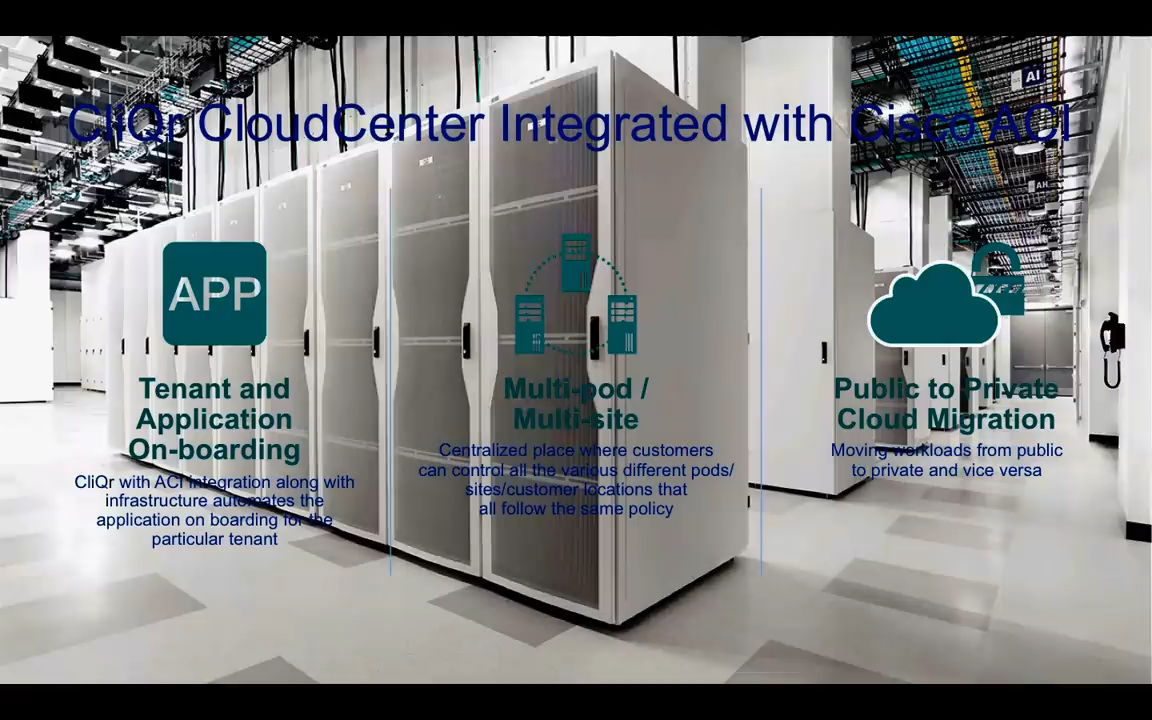 AI
CliQr CloudCenter Integrated with Cisco ACI
AH
APP
Tenant and
Application
On-boarding
CliQr with ACI integration along with
infrastructure automates the
application on boarding for the
particular tenant
Multi-pod /
Multi-site
Centralized place where customers
can control all the various different pods/
sites/customer locations that
all follow the same policy
Public to Private
Cloud Migration
Moving workloads from public
to private and vice versa